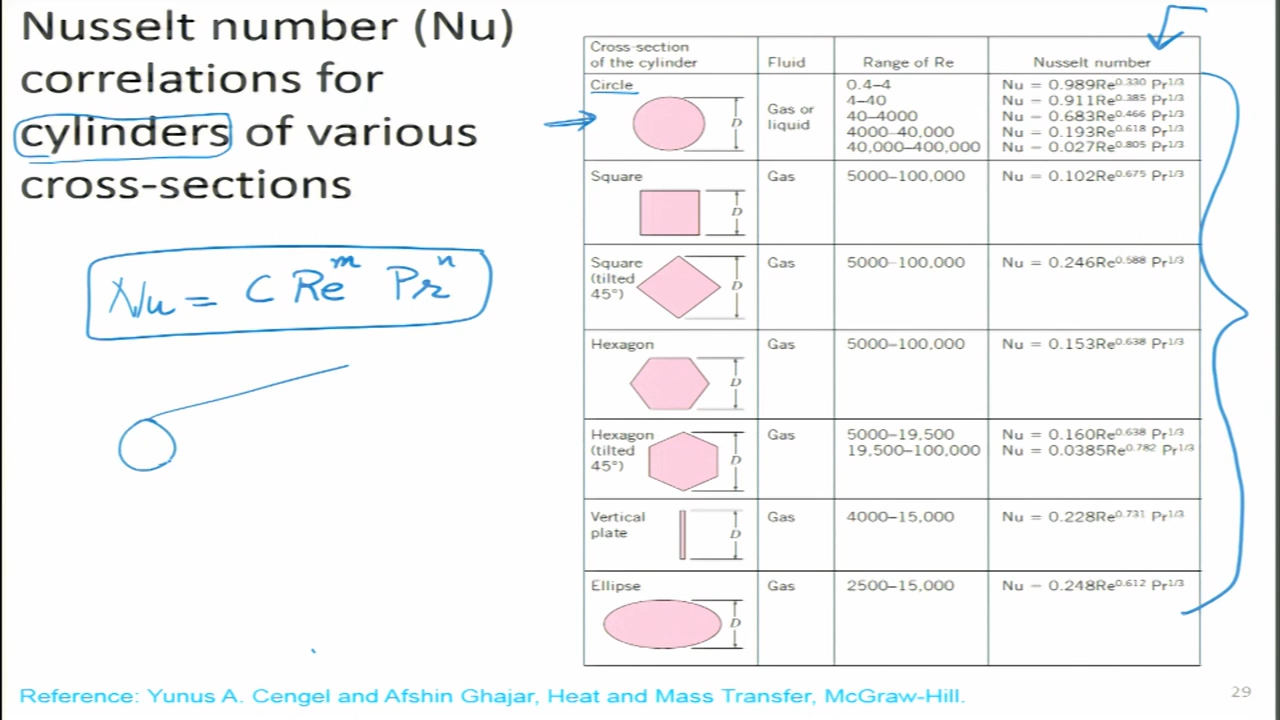 Nusselt number (Nu)
correlations for
cylinders of various
cross-sections
Nu = C Re^m Pr^n
Cross-section of the cylinder Fluid Range of Re Nusselt number
Circle D Gas or liquid
0.4–4 Nu = 0.989Re^0.330 Pr^1/3
4–40 Nu = 0.911Re^0.385 Pr^1/3
40–4000 Nu = 0.683Re^0.466 Pr^1/3
4000–40,000 Nu = 0.193Re^0.618 Pr^1/3
40,000–400,000 Nu = 0.027Re^0.805 Pr^1/3
Square D Gas 5000–100,000 Nu = 0.102Re^0.675 Pr^1/3
Square (tilted 45°) D Gas 5000–100,000 Nu = 0.246Re^0.588 Pr^1/3
Hexagon D Gas 5000–100,000 Nu = 0.153Re^0.638 Pr^1/3
Hexagon (tilted 45°) D Gas 5000–19,500 Nu = 0.160Re^0.638 Pr^1/3
19,500–100,000 Nu = 0.0385Re^0.782 Pr^1/3
Vertical plate D Gas 4000–15,000 Nu = 0.228Re^0.731 Pr^1/3
Ellipse D Gas 2500–15,000 Nu = 0.248Re^0.612 Pr^1/3
Reference: Yunus A. Cengel and Afshin Ghajar, Heat and Mass Transfer, McGraw-Hill.
29